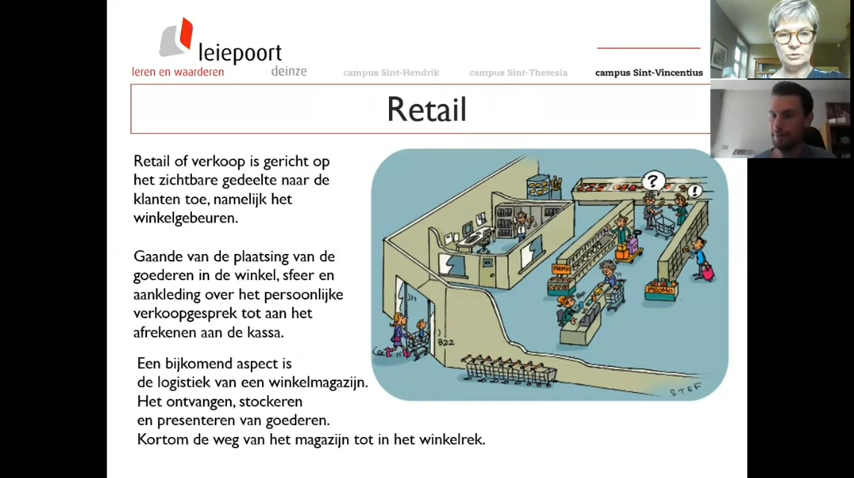 leiepoort
leren en waarderen
deinze
campus Sint-Hendrik
campus Sint-Theresia
campus Sint-Vincentius
Retail
Retail of verkoop is gericht op
het zichtbare gedeelte naar de
klanten toe, namelijk het
winkelgebeuren.
Gaande van de plaatsing van de
goederen in de winkel, sfeer en
aankleding over het persoonlijke
verkoopgesprek tot aan het
afrekenen aan de kassa.
Een bijkomend aspect is
de logistiek van een winkelmagazijn.
Het ontvangen, stockeren
en presenteren van goederen.
Kortom de weg van het magazijn tot in het winkelrek.
?
!
PROMO
BZZ
STEF